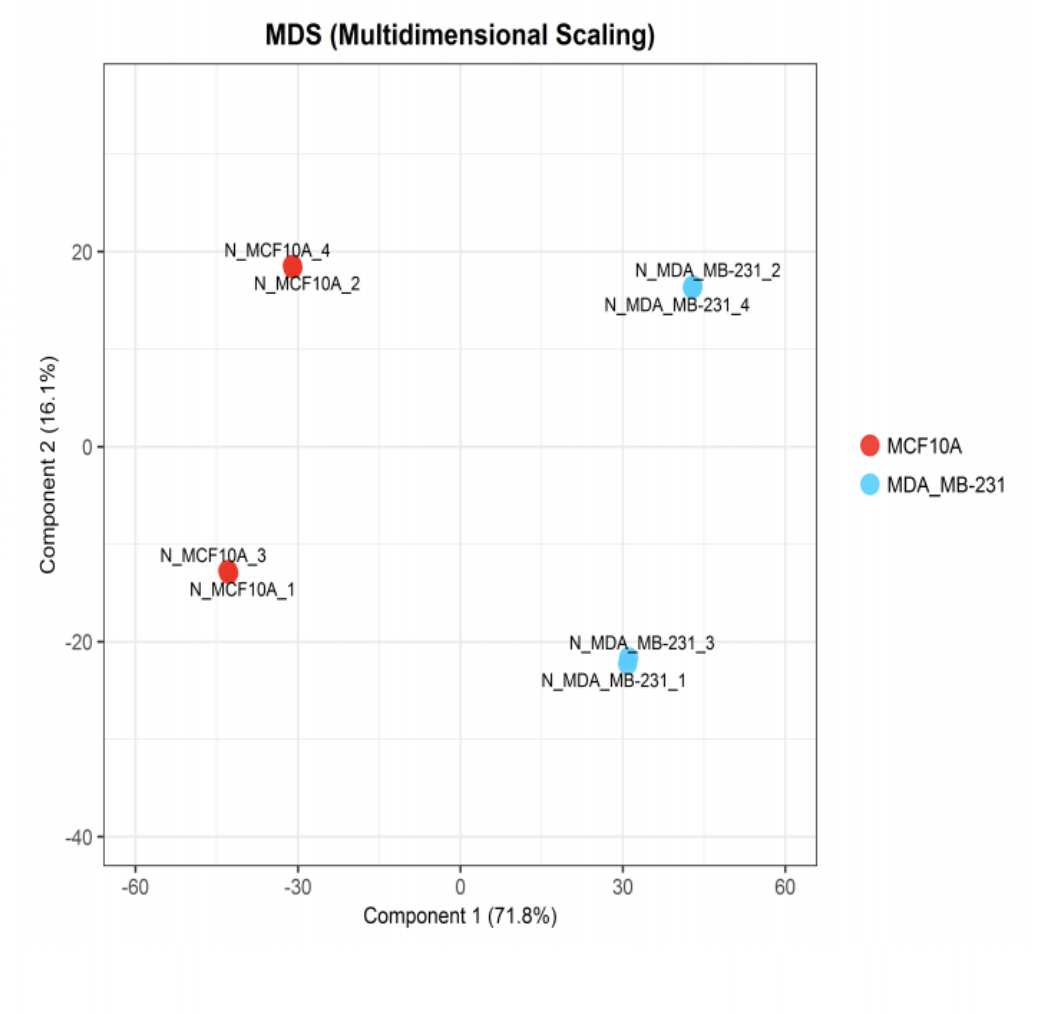 MDS (Multidimensional Scaling)
N_MCF10A_4
N_MCF10A_2
N_MDA_MB-231_2
N_MDA_MB-231_4
N_MCF10A_3
N_MCF10A_1
N_MDA_MB-231_3
N_MDA_MB-231_1
20
0
-20
-40
-60
-30
0
30
60
Component 1 (71.8%)
Component 2 (16.1%)
MCF10A
MDA_MB-231